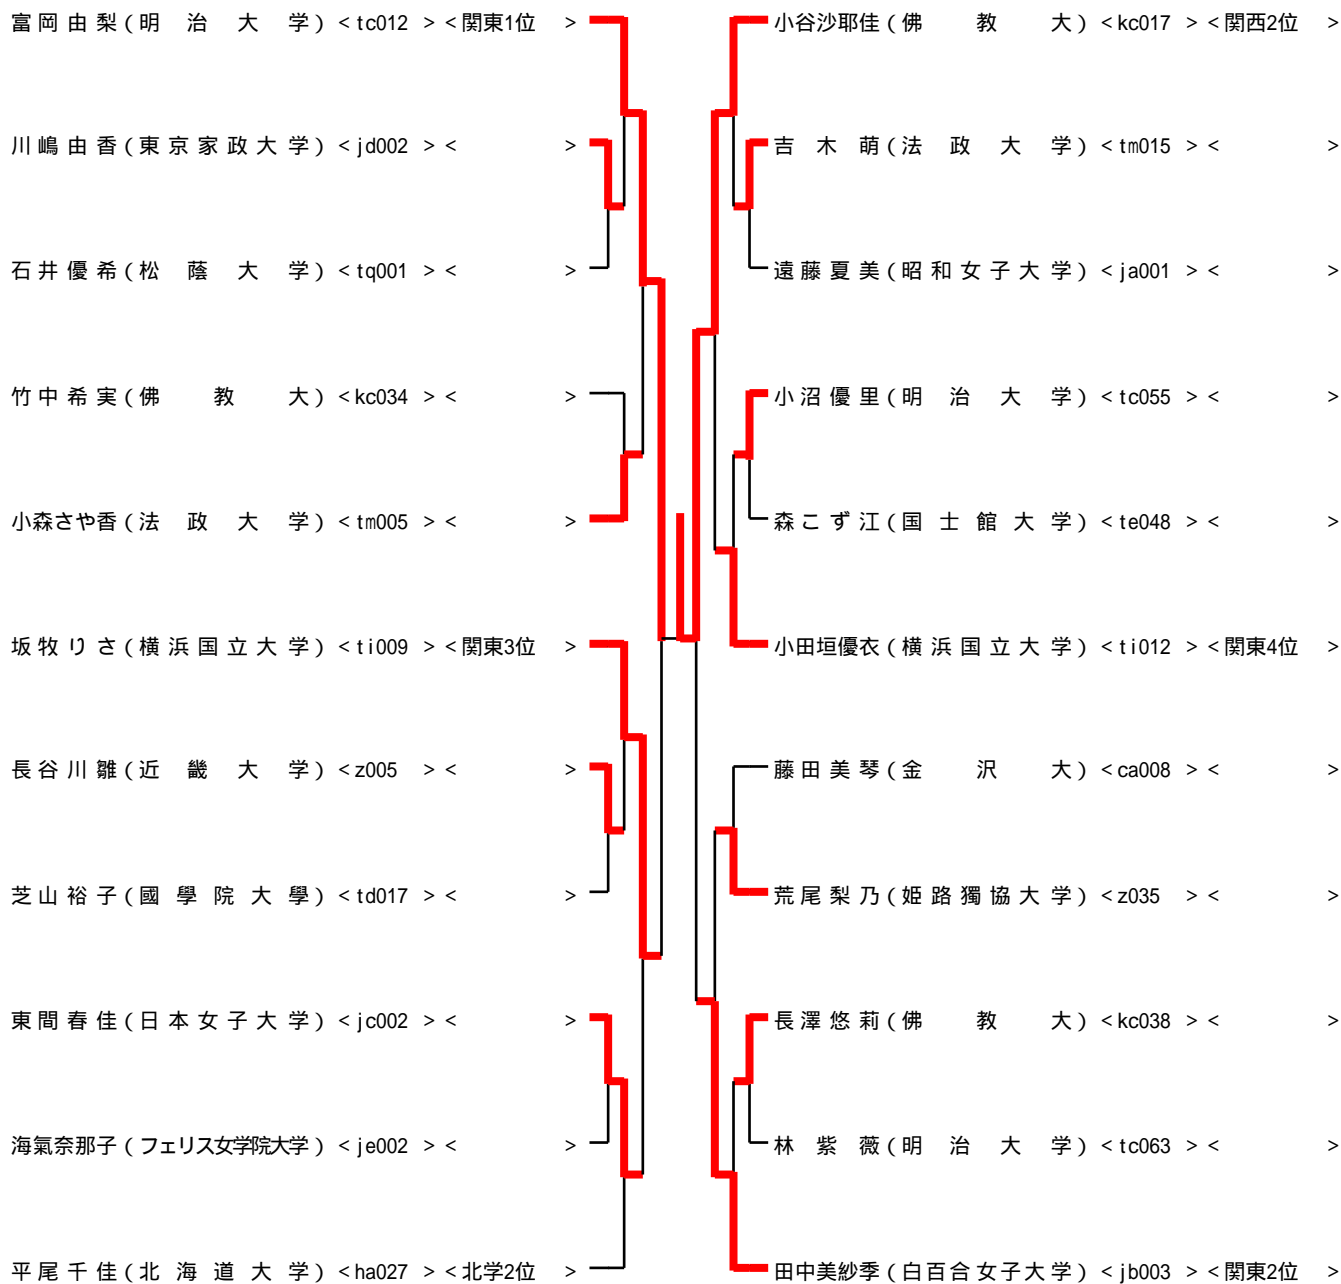 富岡由梨(明治大学)<tc012><関東1位>
川嶋由香(東京家政大学)<jd002><>
石井優希(松蔭大学)<tq001><>
竹中希実(佛教大)<kc034><>
小森さや香(法政大学)<tm005><>
坂牧りさ(横浜国立大学)<ti009><関東3位>
長谷川雛(近畿大学)<z005><>
芝山裕子(國學院大學)<td017><>
東間春佳(日本女子大学)<jc002><>
海氣奈那子(フェリス女学院大学)<je002><>
平尾千佳(北海道大学)<ha027><北学2位>
小谷沙耶佳(佛教大)<kc017><関西2位>
吉木萌(法政大学)<tm015><>
遠藤夏美(昭和女子大学)<ja001><>
小沼優里(明治大学)<tc055><>
森こず江(国士館大学)<te048><>
小田垣優衣(横浜国立大学)<ti012><関東4位>
藤田美琴(金沢大)<ca008><>
荒尾梨乃(姫路獨協大学)<z035><>
長澤悠莉(佛教大)<kc038><>
林紫薇(明治大学)<tc063><>
田中美紗季(白百合女子大学)<jb003><関東2位>